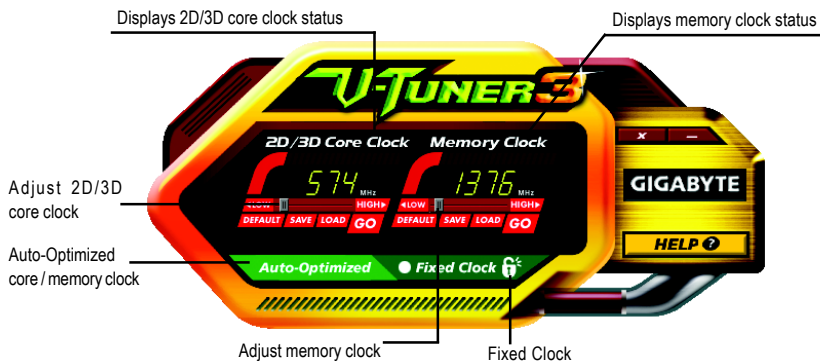 Displays 2D/3D core clock status
Displays memory clock status
V-TUNER3
2D/3D Core Clock
Memory Clock
574 MHz
1376 MHz
LOW HIGH
LOW HIGH
DEFAULT SAVE LOAD GO
DEFAULT SAVE LOAD GO
GIGABYTE
HELP ?
Adjust 2D/3D
core clock
Auto-Optimized
core / memory clock
Auto-Optimized
Fixed Clock
Adjust memory clock
Fixed Clock